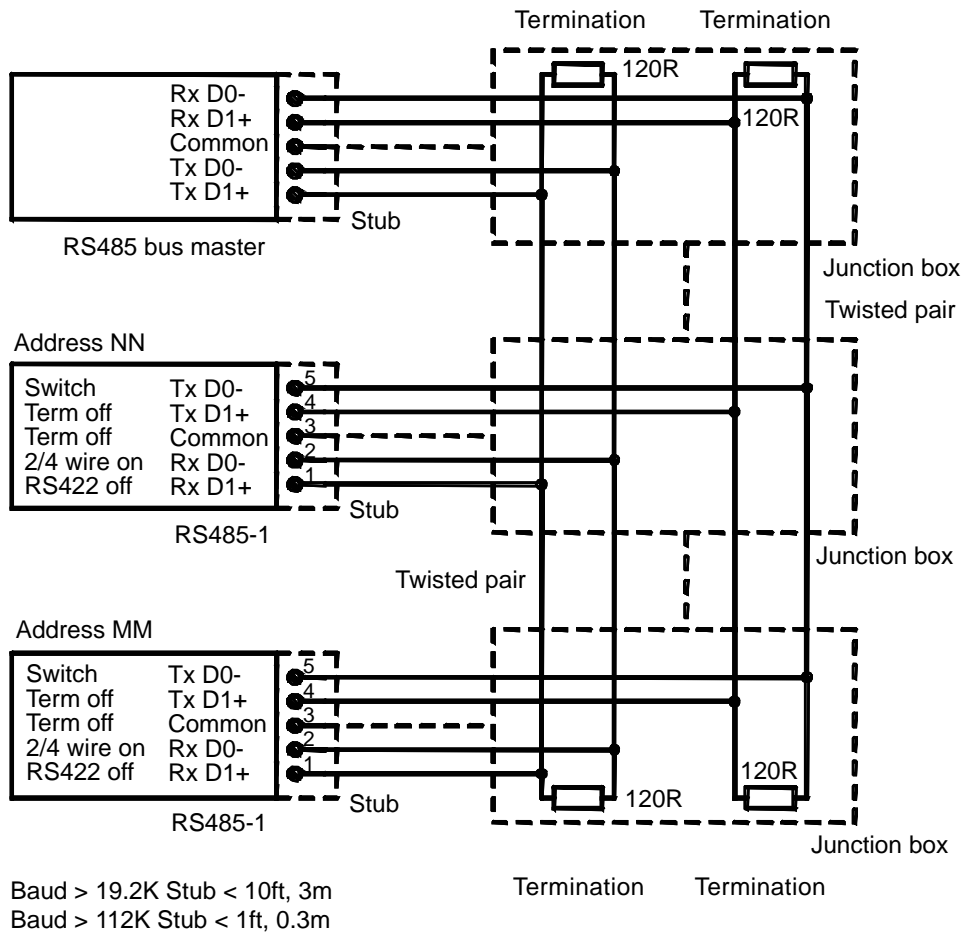 Termination
Termination
120R
120R
Rx D0-
Rx D1+
Common
Tx D0-
Tx D1+
Stub
RS485 bus master
Junction box
Twisted pair
Address NN
Switch Tx D0- 5
Term off Tx D1+ 4
Term off Common 3
2/4 wire on Rx D0- 2
RS422 off Rx D1+ 1
Stub
RS485-1
Junction box
Twisted pair
Address MM
Switch Tx D0- 5
Term off Tx D1+ 4
Term off Common 3
2/4 wire on Rx D0- 2
RS422 off Rx D1+ 1
120R
120R
Stub
RS485-1
Junction box
Termination
Termination
Baud > 19.2K Stub < 10ft, 3m
Baud > 112K Stub < 1ft, 0.3m